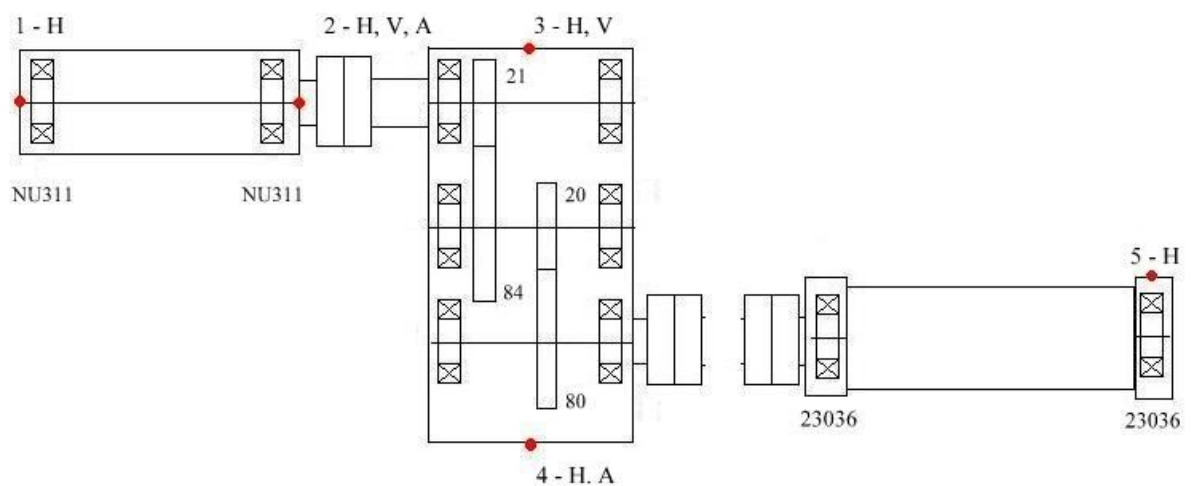 1 - H
2 - H, V, A
3 - H, V
21
NU311
NU311
20
5 - H
84
80
23036
23036
4 - H. A